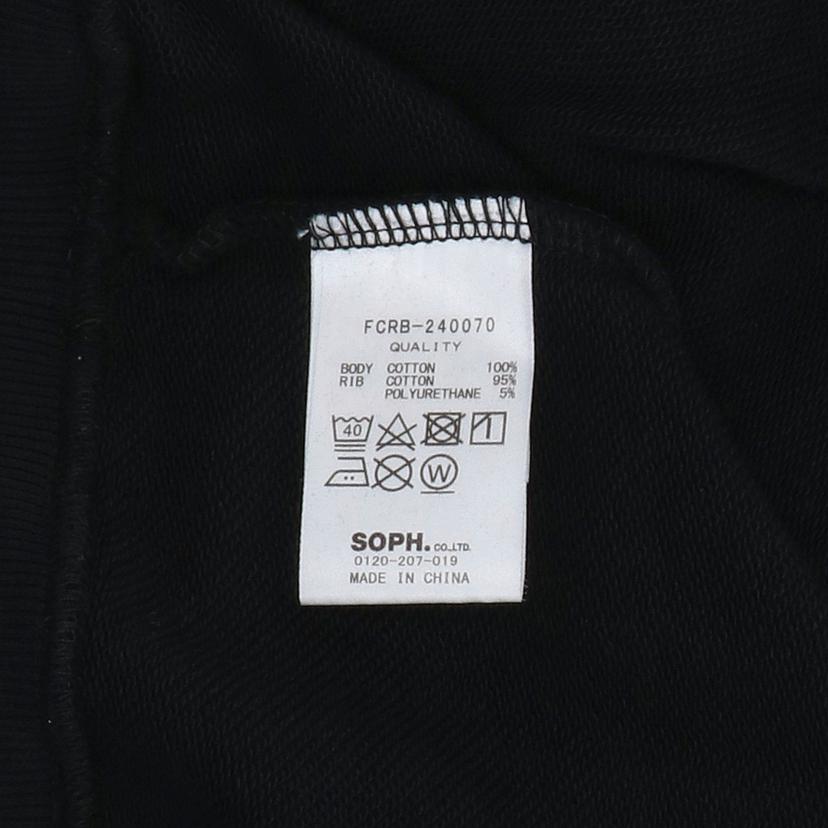 FCRB-240070
QUALITY
BODY COTTON 100%
RIB COTTON 95%
POLYURETHANE 5%
40
W
SOPH. CO.,LTD.
0120-207-019
MADE IN CHINA